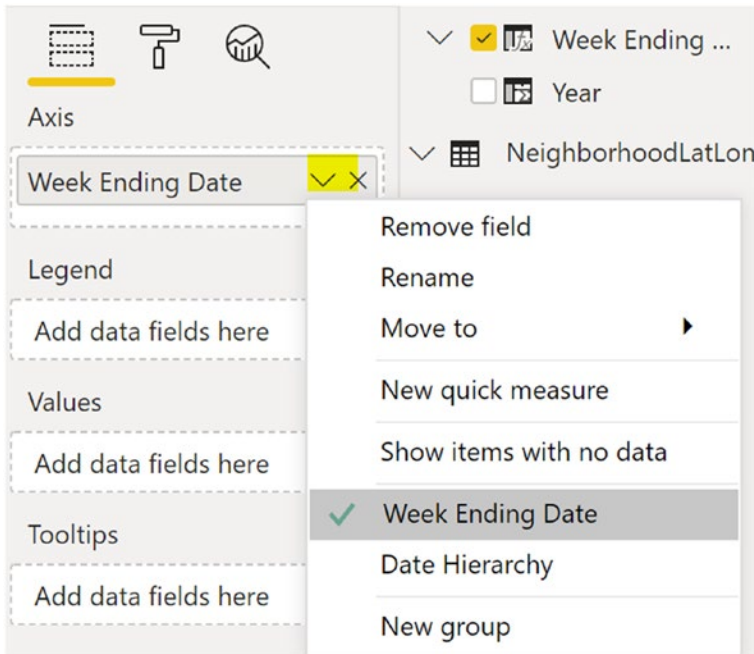 Week Ending ...
Year
NeighborhoodLatLon
Axis
Week Ending Date
Legend
Add data fields here
Values
Add data fields here
Tooltips
Add data fields here
Remove field
Rename
Move to
New quick measure
Show items with no data
Week Ending Date
Date Hierarchy
New group